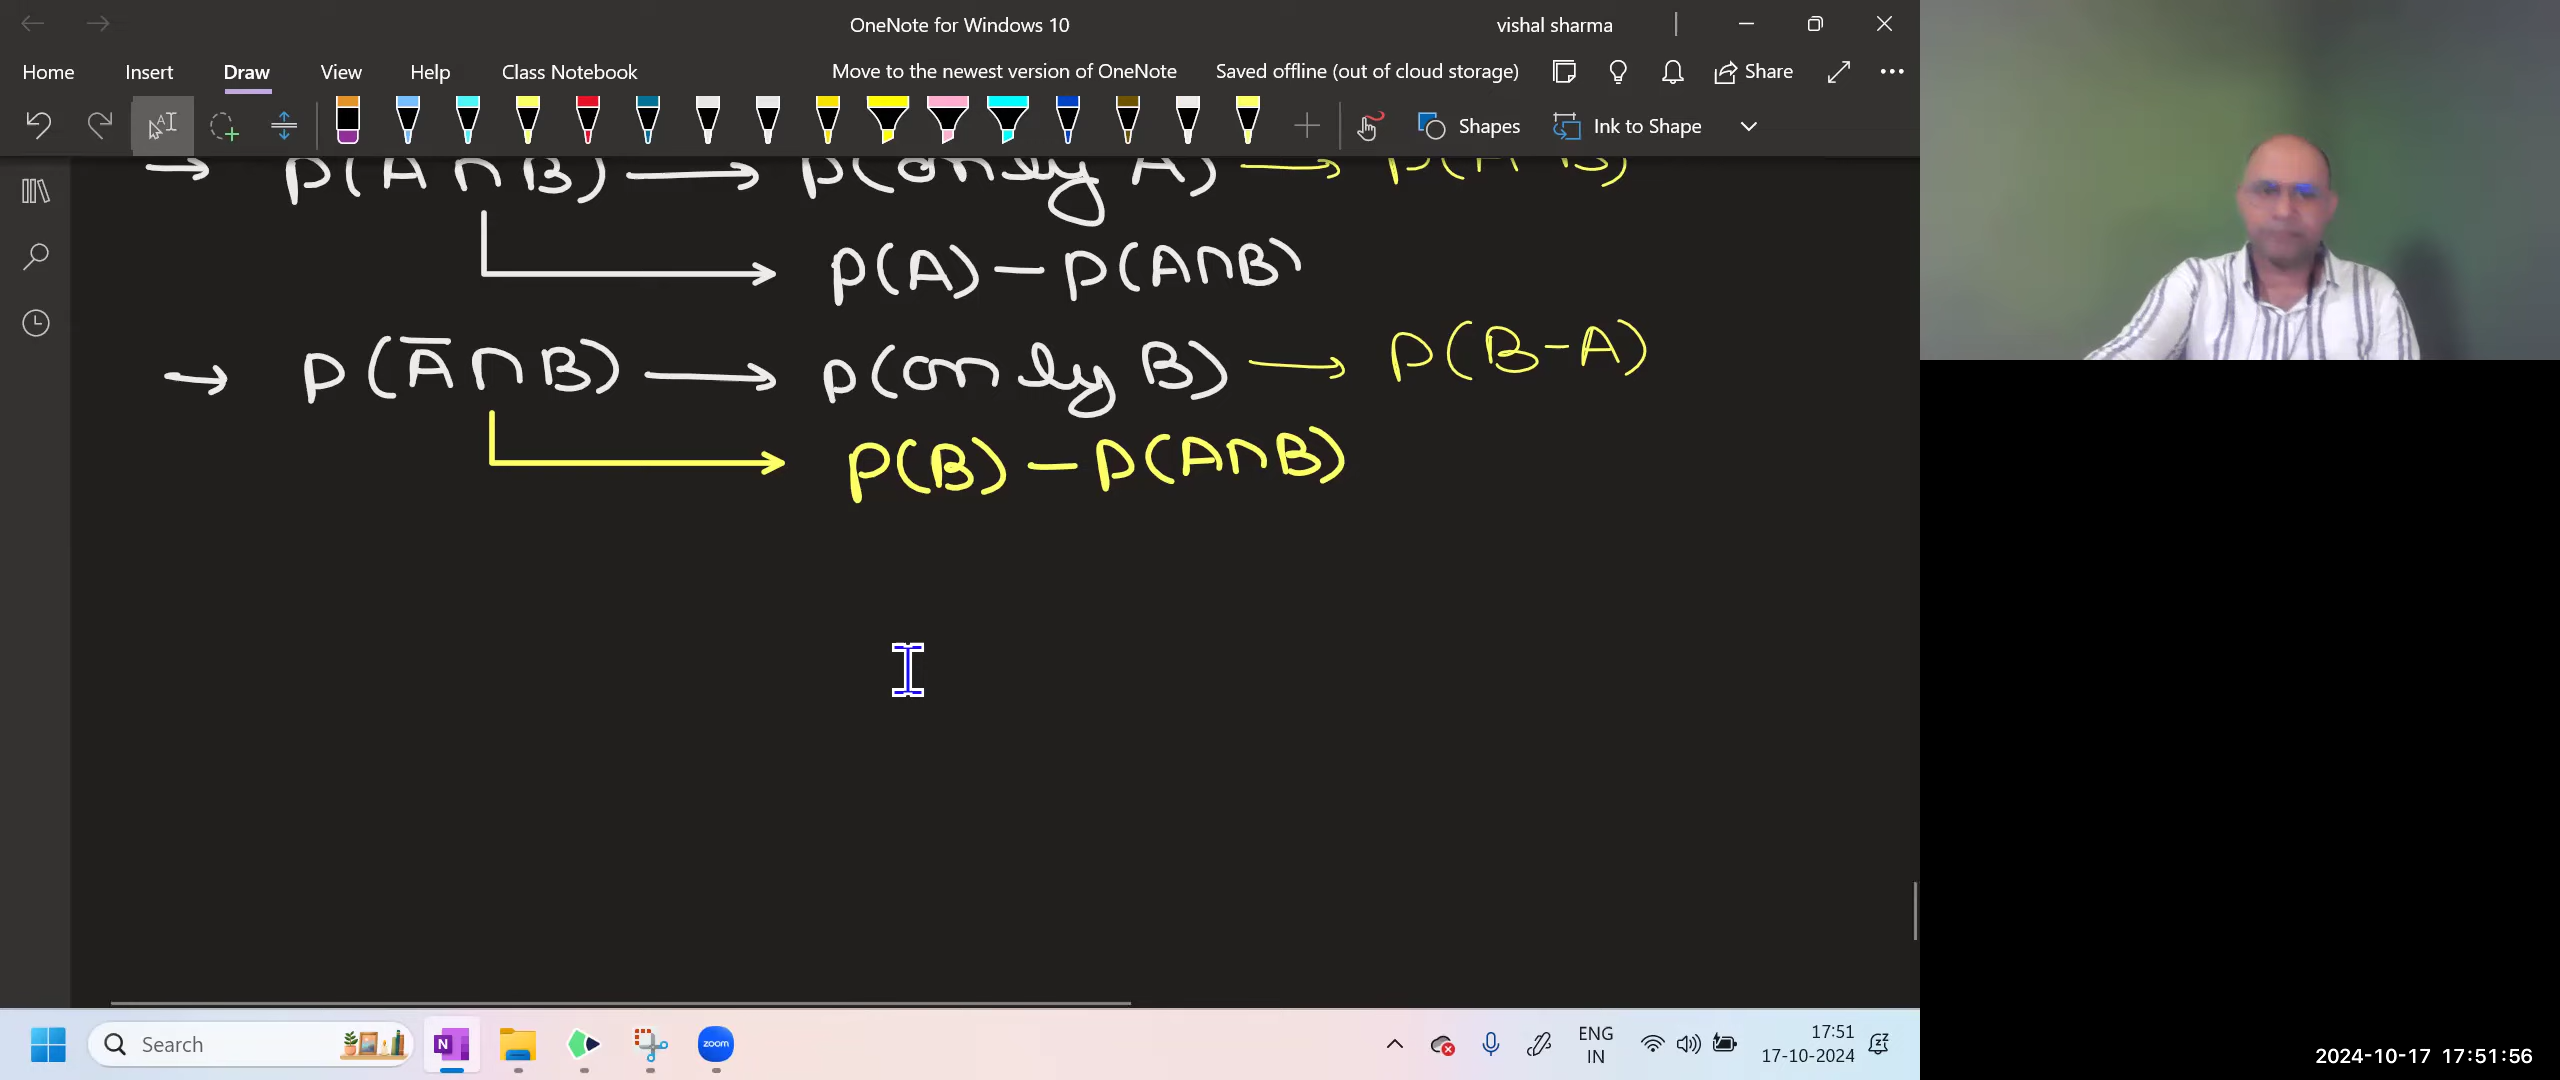 OneNote for Windows 10
vishal sharma
Home Insert Draw View Help Class Notebook Move to the newest version of OneNote Saved offline (out of cloud storage) Share
Shapes Ink to Shape
→ P(A∩B) → P(only A) →
P(A) – P(A∩B)
→ P(A̅∩B) → P(only B) → P(B–A)
P(B) – P(A∩B)
Search
zoom
ENG
IN
17:51
17-10-2024
2024-10-17 17:51:56